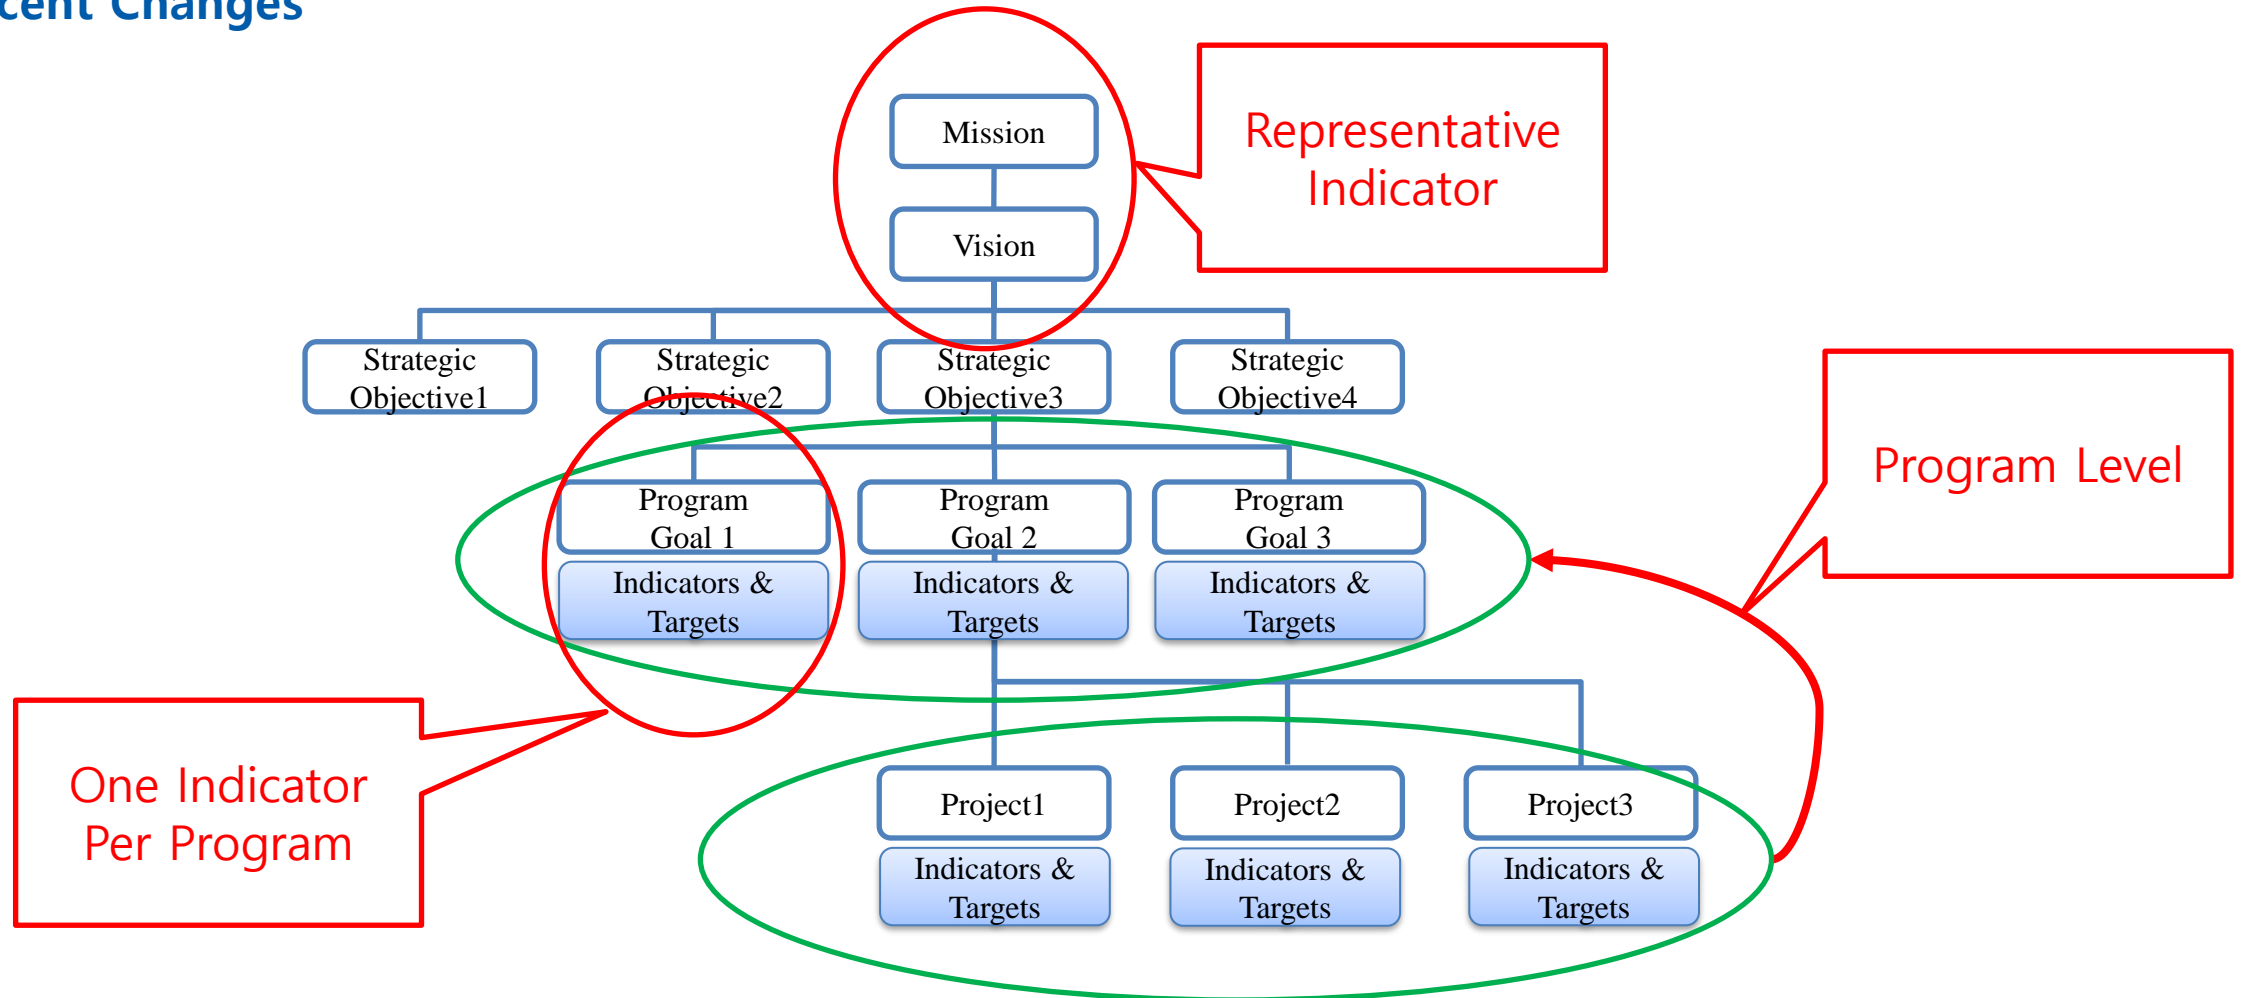 cent Changes
Mission
Representative
Indicator
Vision
Strategic
Objective1
Strategic
Objective2
Strategic
Objective3
Strategic
Objective4
Program Level
Program
Goal 1
Program
Goal 2
Program
Goal 3
Indicators &
Targets
Indicators &
Targets
Indicators &
Targets
One Indicator
Per Program
Project1
Project2
Project3
Indicators &
Targets
Indicators &
Targets
Indicators &
Targets